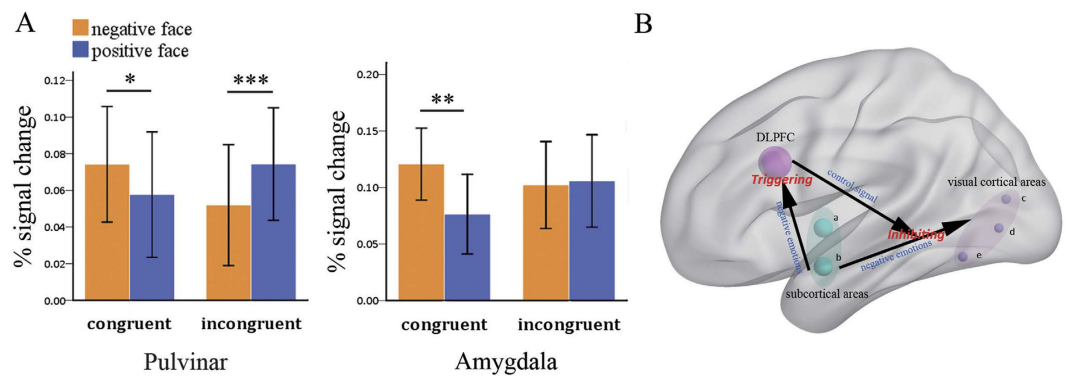 A
negative face
positive face
% signal change
0.12
0.10
0.08
0.06
0.04
0.02
0.00
*
***
congruent
incongruent
Pulvinar
% signal change
0.20
0.15
0.10
0.05
0.00
**
congruent
incongruent
Amygdala
B
DLPFC
Triggering
control signal
visual cortical areas
c
d
e
a
b
Inhibiting
negative emotions
negative emotions
subcortical areas